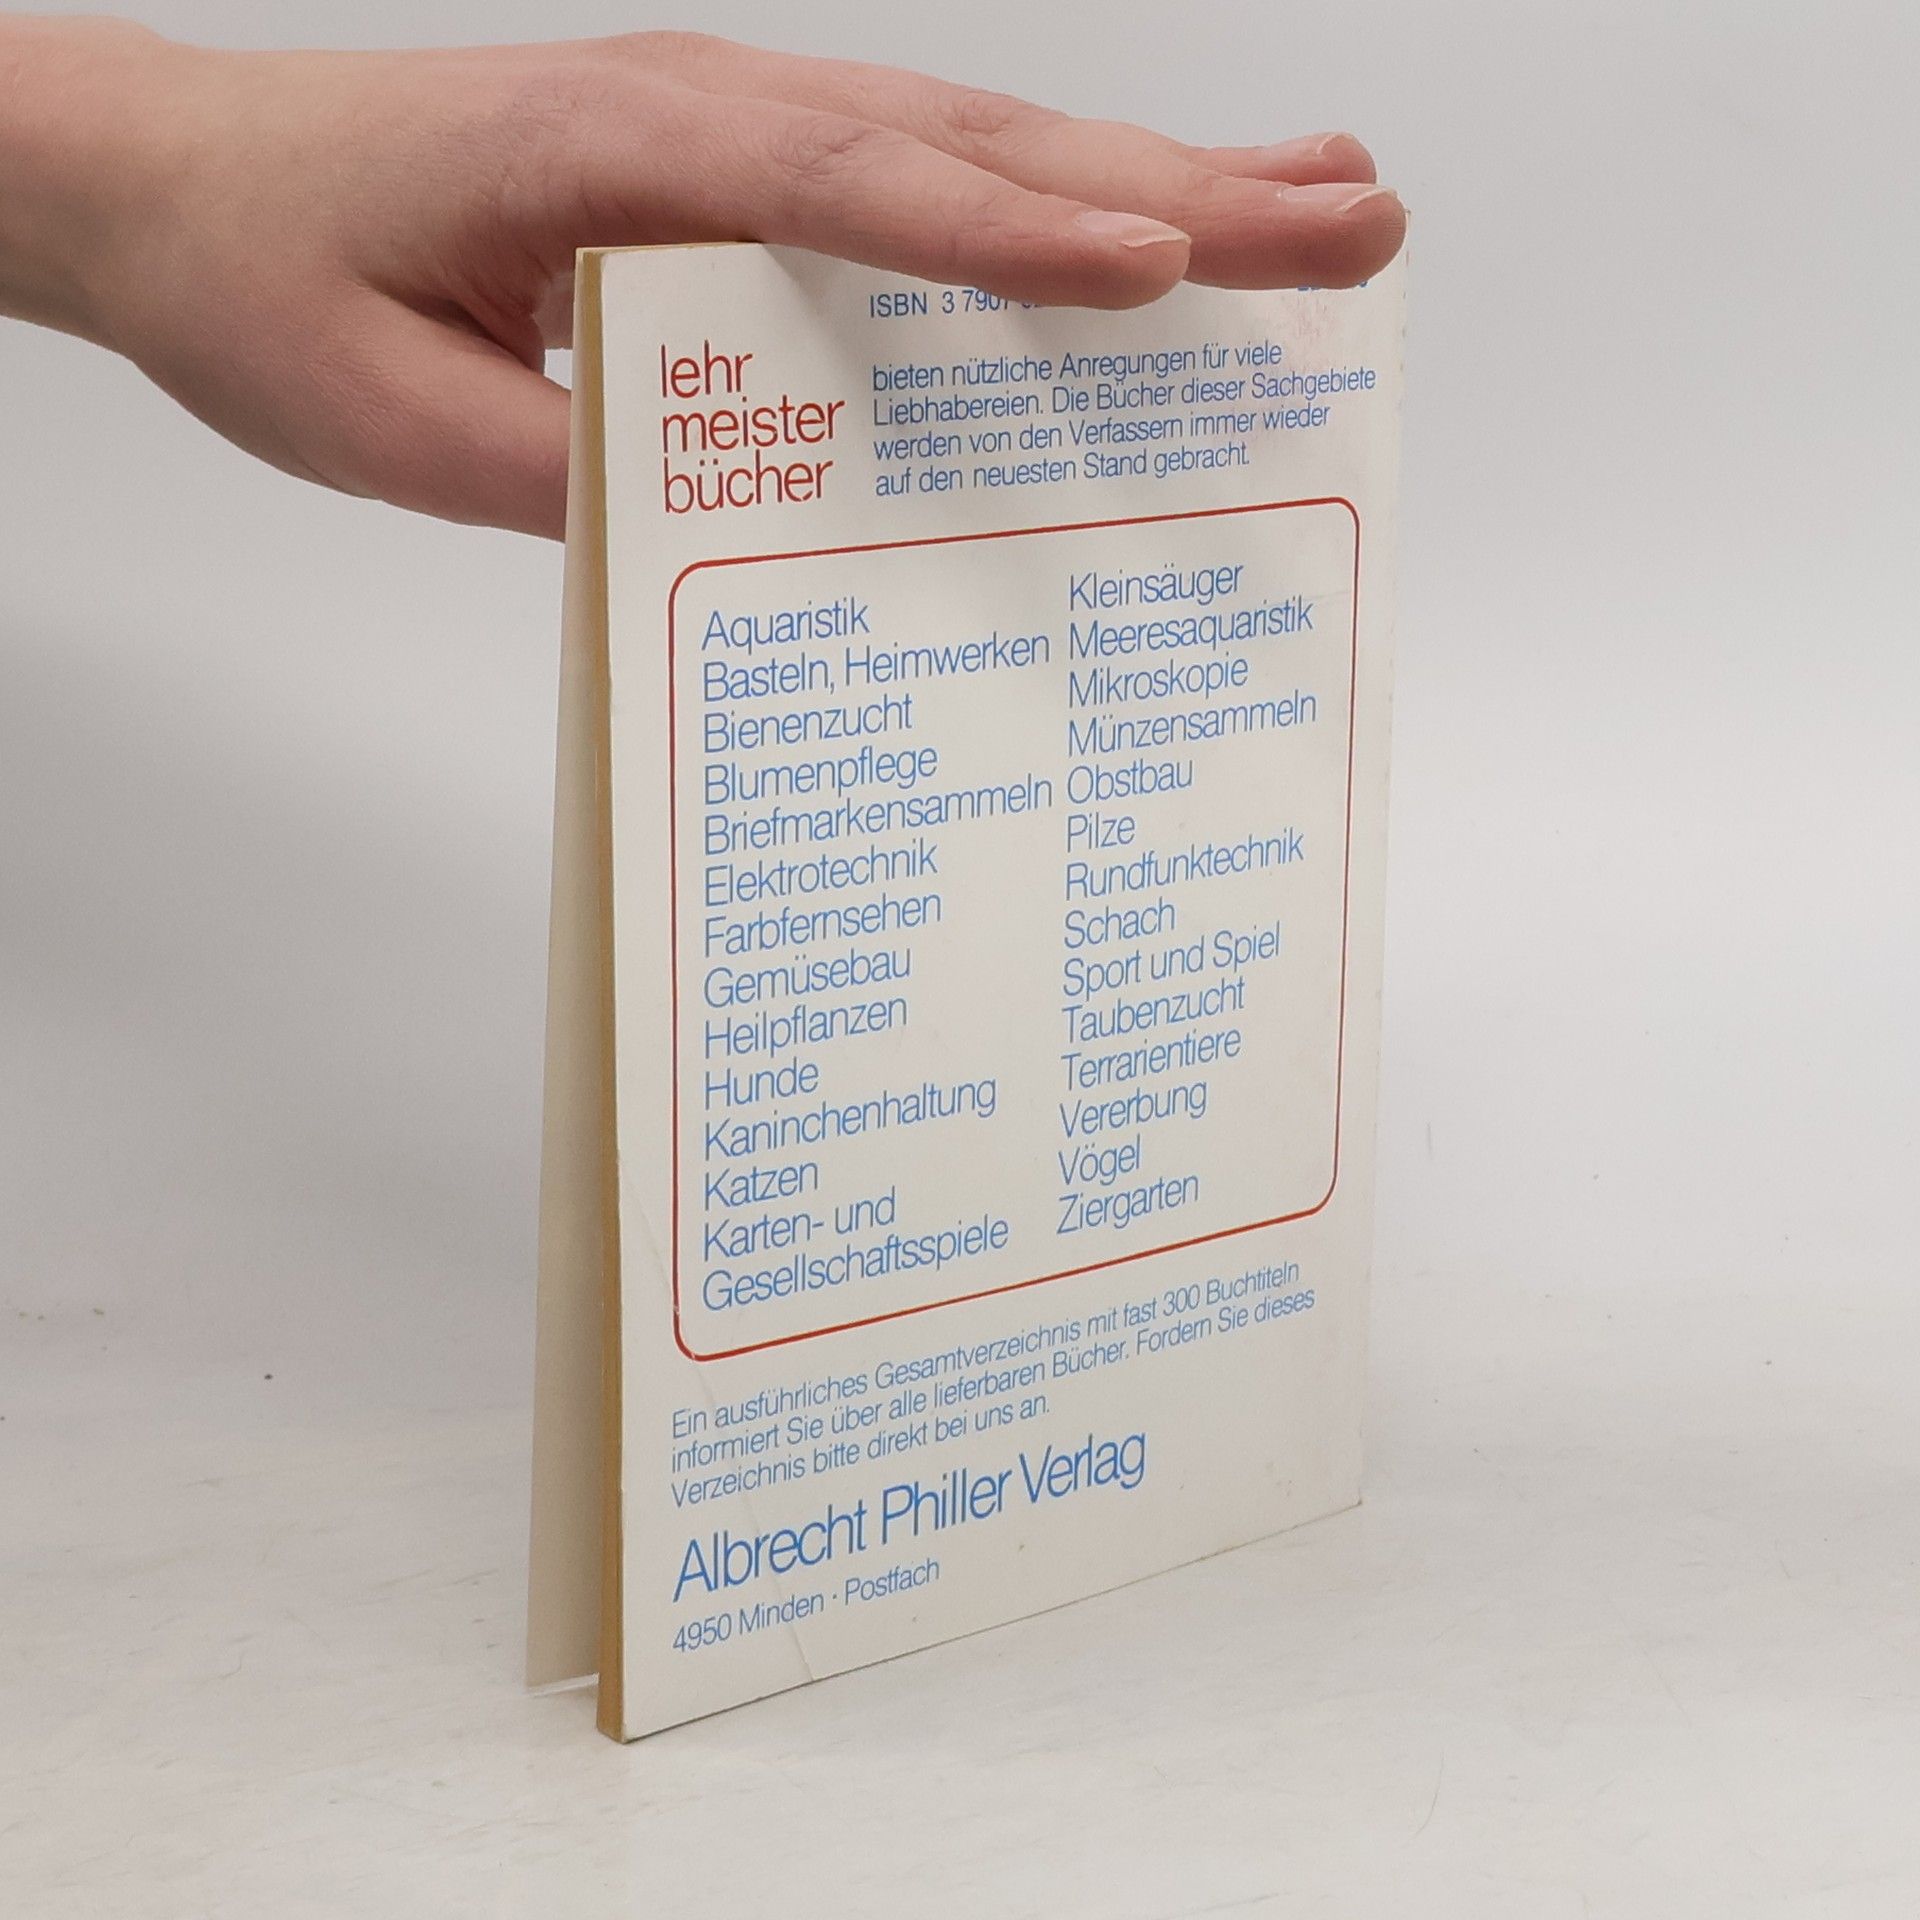 ISBN 3 7907
lehr
meister
bücher
bieten nützliche Anregungen für viele
Liebhabereien. Die Bücher dieser Sachgebiete
werden von den Verfassern immer wieder
auf den neuesten Stand gebracht.
Aquaristik
Basteln, Heimwerken
Bienenzucht
Blumenpflege
Briefmarkensammeln
Elektrotechnik
Farbfernsehen
Gemüsebau
Heilpflanzen
Hunde
Kaninchenhaltung
Katzen
Karten- und
Gesellschaftsspiele
Kleinsäuger
Meeresaquaristik
Mikroskopie
Münzensammeln
Obstbau
Pilze
Rundfunktechnik
Schach
Sport und Spiel
Taubenzucht
Terrarientiere
Vererbung
Vögel
Ziergarten
Ein ausführliches Gesamtverzeichnis mit fast 300 Buchtiteln
informiert Sie über alle lieferbaren Bücher. Fordern Sie dieses
Verzeichnis bitte direkt bei uns an.
Albrecht Philler Verlag
4950 Minden · Postfach